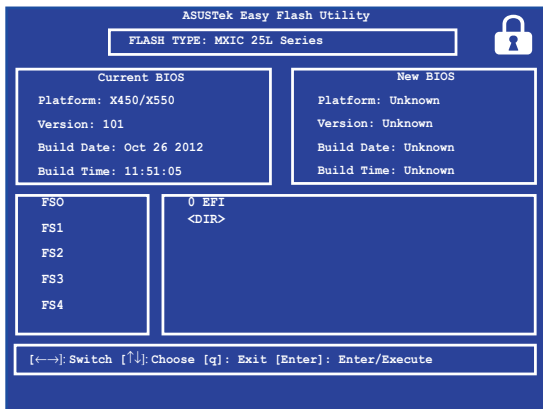 ASUSTek Easy Flash Utility
FLASH TYPE: MXIC 25L Series
Current BIOS
Platform: X450/X550
Version: 101
Build Date: Oct 26 2012
Build Time: 11:51:05
New BIOS
Platform: Unknown
Version: Unknown
Build Date: Unknown
Build Time: Unknown
FSO
FS1
FS2
FS3
FS4
0 EFI
<DIR>
[←→]: Switch [↑↓]: Choose [q]: Exit [Enter]: Enter/Execute